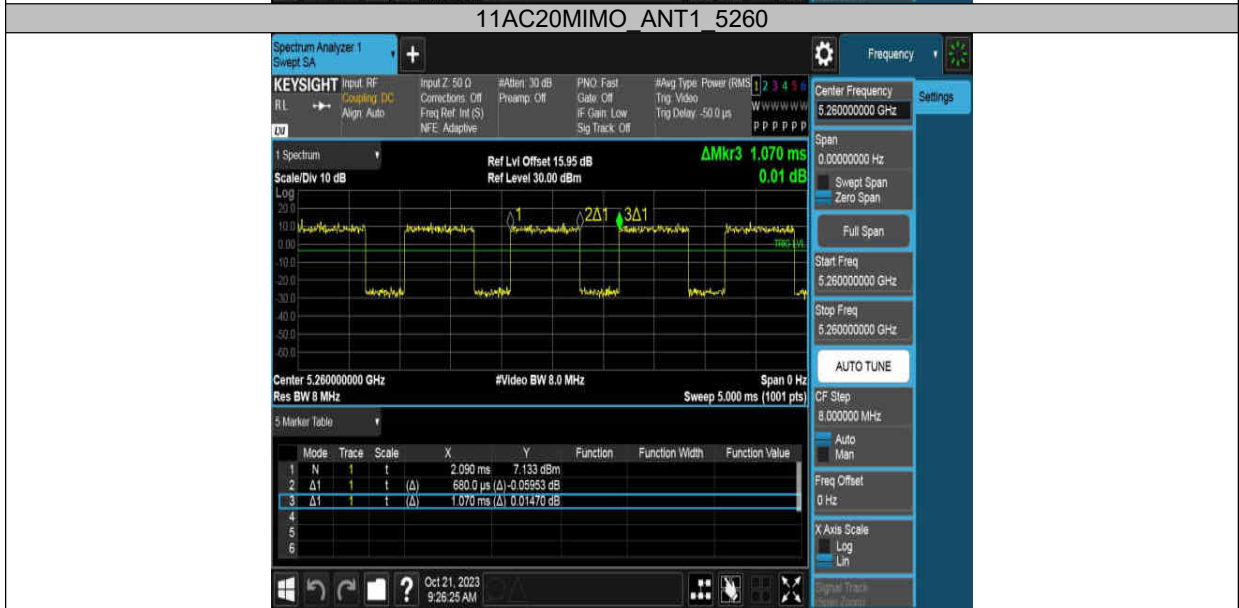 11AC20MIMO_ANT1_5260
Spectrum Analyzer 1
Swept SA
+
Frequency
KEYSIGHT
RL
Input: RF
Coupling: DC
Align: Auto
Input Z: 50 Ω
Corrections: Off
Freq Ref: Int (S)
NFE: Adaptive
#Atten: 30 dB
Preamp: Off
PNO: Fast
Gate: Off
IF Gain: Low
Sig Track: Off
#Avg Type: Power (RMS
Trig: Video
Trig Delay: -50.0 µs
1 2 3 4 5 6
W W W W W W
P P P P P P
Center Frequency
5.260000000 GHz
Settings
1 Spectrum
Scale/Div 10 dB
Ref Lvl Offset 15.95 dB
Ref Level 30.00 dBm
ΔMkr3 1.070 ms
0.01 dB
Span
0.00000000 Hz
Swept Span
Zero Span
Full Span
Start Freq
5.260000000 GHz
Stop Freq
5.260000000 GHz
AUTO TUNE
Log
20.0
10.0
0.00
-10.0
-20.0
-30.0
-40.0
-50.0
-60.0
1
2Δ1
3Δ1
TRIG LVL
Center 5.260000000 GHz
#Video BW 8.0 MHz
Span 0 Hz
Res BW 8 MHz
Sweep 5.000 ms (1001 pts)
CF Step
8.000000 MHz
Auto
Man
5 Marker Table
Mode Trace Scale X Y Function Function Width Function Value
1 N 1 t 2.090 ms 7.133 dBm
2 Δ1 1 t (Δ) 680.0 µs (Δ) -0.05953 dB
3 Δ1 1 t (Δ) 1.070 ms (Δ) 0.01470 dB
4
5
6
Freq Offset
0 Hz
X Axis Scale
Log
Lin
Signal Track
(Span Zoom)
?
Oct 21, 2023
9:26:25 AM